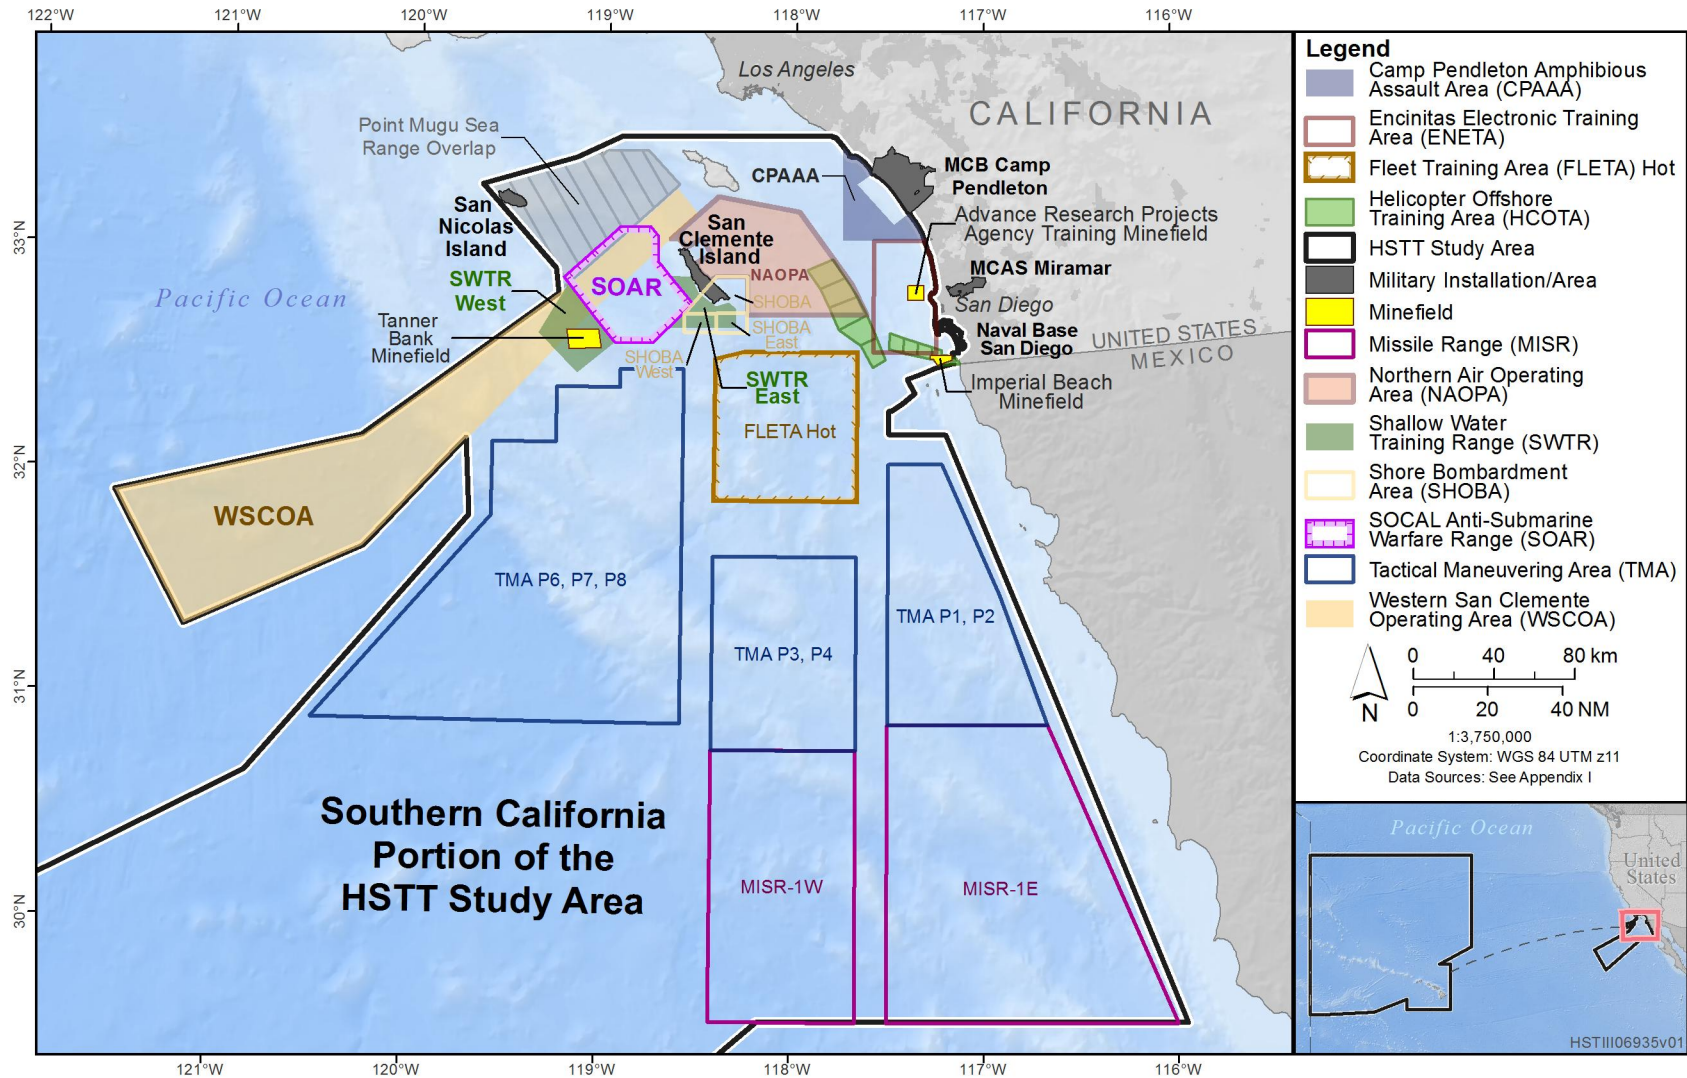 122°W
121°W
120°W
119°W
118°W
117°W
116°W
Los Angeles
CALIFORNIA
Point Mugu Sea
Range Overlap
CPAAA
MCB Camp
Pendleton
San
Nicolas
Island
San
Clemente
Island
Advance Research Projects
Agency Training Minefield
33°N
SWTR
West
SOAR
NAOPA
MCAS Miramar
Pacific Ocean
San Diego
SHOBA
Tanner
Bank
Minefield
SHOBA
East
Naval Base
San Diego
UNITED STATES
MEXICO
SHOBA
West
SWTR
East
Imperial Beach
Minefield
FLETA Hot
32°N
WSCOA
TMA P6, P7, P8
TMA P3, P4
TMA P1, P2
31°N
Southern California
Portion of the
HSTT Study Area
MISR-1W
MISR-1E
30°N
121°W
120°W
119°W
118°W
117°W
116°W
Legend
Camp Pendleton Amphibious
Assault Area (CPAAA)
Encinitas Electronic Training
Area (ENETA)
Fleet Training Area (FLETA) Hot
Helicopter Offshore
Training Area (HCOTA)
HSTT Study Area
Military Installation/Area
Minefield
Missile Range (MISR)
Northern Air Operating
Area (NAOPA)
Shallow Water
Training Range (SWTR)
Shore Bombardment
Area (SHOBA)
SOCAL Anti-Submarine
Warfare Range (SOAR)
Tactical Maneuvering Area (TMA)
Western San Clemente
Operating Area (WSCOA)
0 40 80 km
0 20 40 NM
N
1:3,750,000
Coordinate System: WGS 84 UTM z11
Data Sources: See Appendix I
Pacific Ocean
United
States
HSTIII06935v01